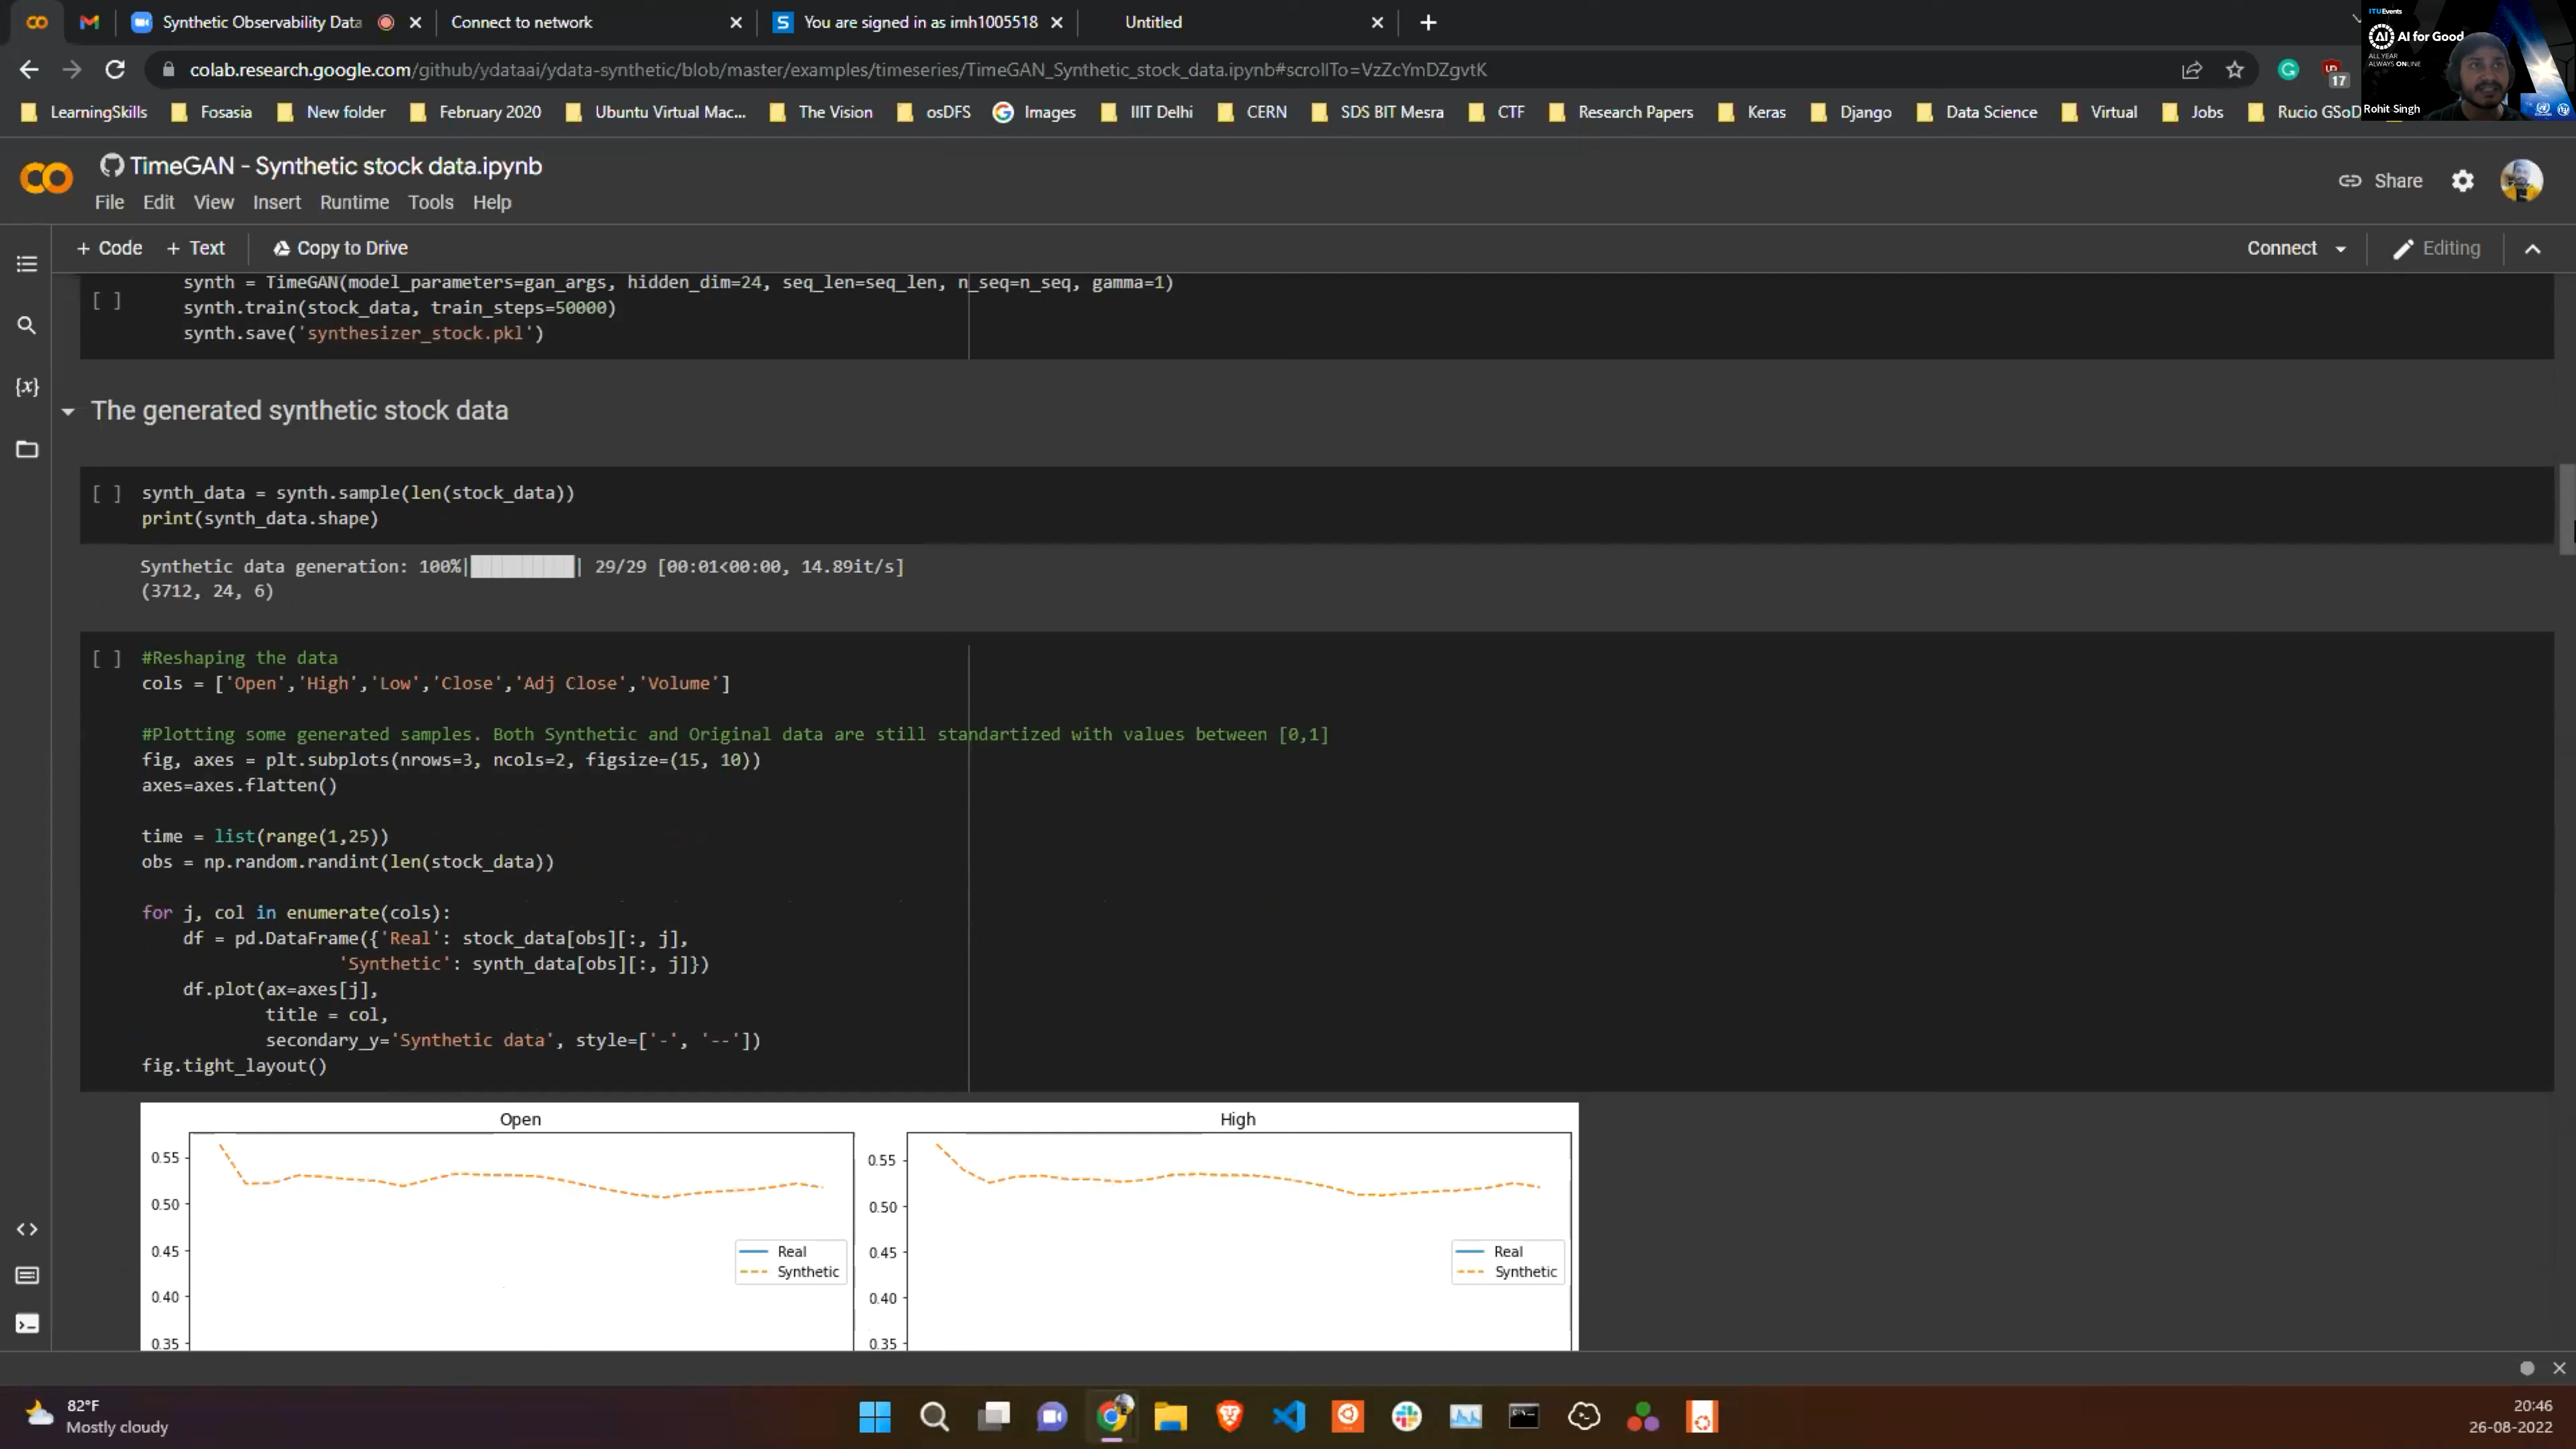 Synthetic Observability Data
Connect to network
You are signed in as imh1005518
Untitled
colab.research.google.com/github/ydataai/ydata-synthetic/blob/master/examples/timeseries/TimeGAN_Synthetic_stock_data.ipynb#scrollTo=VzZcYmDZgvtK
17
ITUEvents
AI for Good
ALL YEAR
ALWAYS ONLINE
Rohit Singh
LearningSkills Fosasia New folder February 2020 Ubuntu Virtual Mac... The Vision osDFS Images IIIT Delhi CERN SDS BIT Mesra CTF Research Papers Keras Django Data Science Virtual Jobs Rucio GSoD
TimeGAN - Synthetic stock data.ipynb
File Edit View Insert Runtime Tools Help
Share
+ Code + Text Copy to Drive
Connect Editing
synth = TimeGAN(model_parameters=gan_args, hidden_dim=24, seq_len=seq_len, n_seq=n_seq, gamma=1)
[ ] synth.train(stock_data, train_steps=50000)
synth.save('synthesizer_stock.pkl')
The generated synthetic stock data
[ ] synth_data = synth.sample(len(stock_data))
print(synth_data.shape)
Synthetic data generation: 100%|██████████| 29/29 [00:01<00:00, 14.89it/s]
(3712, 24, 6)
[ ] #Reshaping the data
cols = ['Open','High','Low','Close','Adj Close','Volume']
#Plotting some generated samples. Both Synthetic and Original data are still standartized with values between [0,1]
fig, axes = plt.subplots(nrows=3, ncols=2, figsize=(15, 10))
axes=axes.flatten()
time = list(range(1,25))
obs = np.random.randint(len(stock_data))
for j, col in enumerate(cols):
df = pd.DataFrame({'Real': stock_data[obs][:, j],
'Synthetic': synth_data[obs][:, j]})
df.plot(ax=axes[j],
title = col,
secondary_y='Synthetic data', style=['-', '--'])
fig.tight_layout()
Open
0.55
0.50
0.45
0.40
0.35
Real
Synthetic
High
0.55
0.50
0.45
0.40
0.35
Real
Synthetic
82°F
Mostly cloudy
20:46
26-08-2022